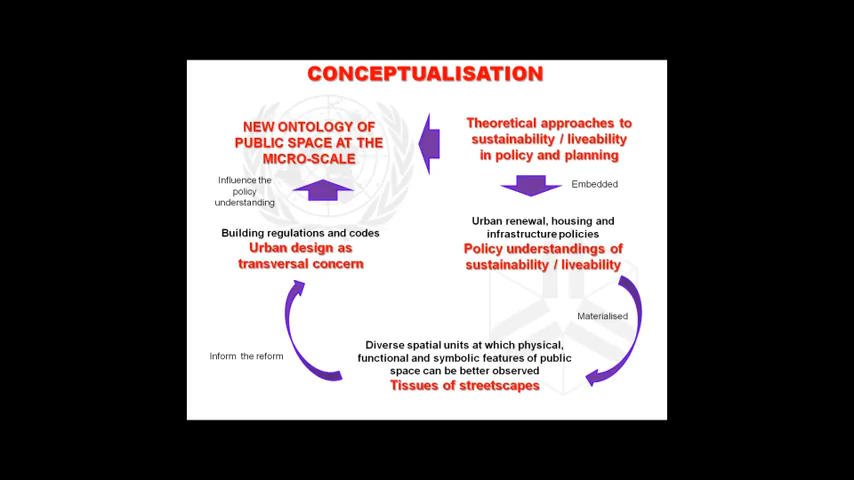 CONCEPTUALISATION
NEW ONTOLOGY OF
PUBLIC SPACE AT THE
MICRO-SCALE
Theoretical approaches to
sustainability / liveability
in policy and planning
Influence the
policy
understanding
Embedded
Building regulations and codes
Urban design as
transversal concern
Urban renewal, housing and
infrastructure policies
Policy understandings of
sustainability / liveability
Materialised
Inform the reform
Diverse spatial units at which physical,
functional and symbolic features of public
space can be better observed
Tissues of streetscapes